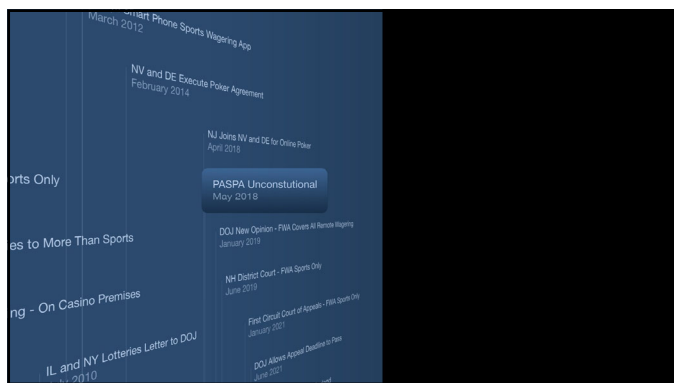 Smart Phone Sports Wagering App
March 2012
NV and DE Execute Poker Agreement
February 2014
NJ Joins NV and DE for Online Poker
April 2018
orts Only
PASPA Unconstutional
May 2018
es to More Than Sports
DOJ New Opinion - FWA Covers All Remote Wagering
January 2019
NH District Court - FWA Sports Only
June 2019
ng - On Casino Premises
First Circuit Court of Appeals - FWA Sports Only
January 2021
IL and NY Lotteries Letter to DOJ
2010
DOJ Allows Appeal Deadline to Pass
June 2021